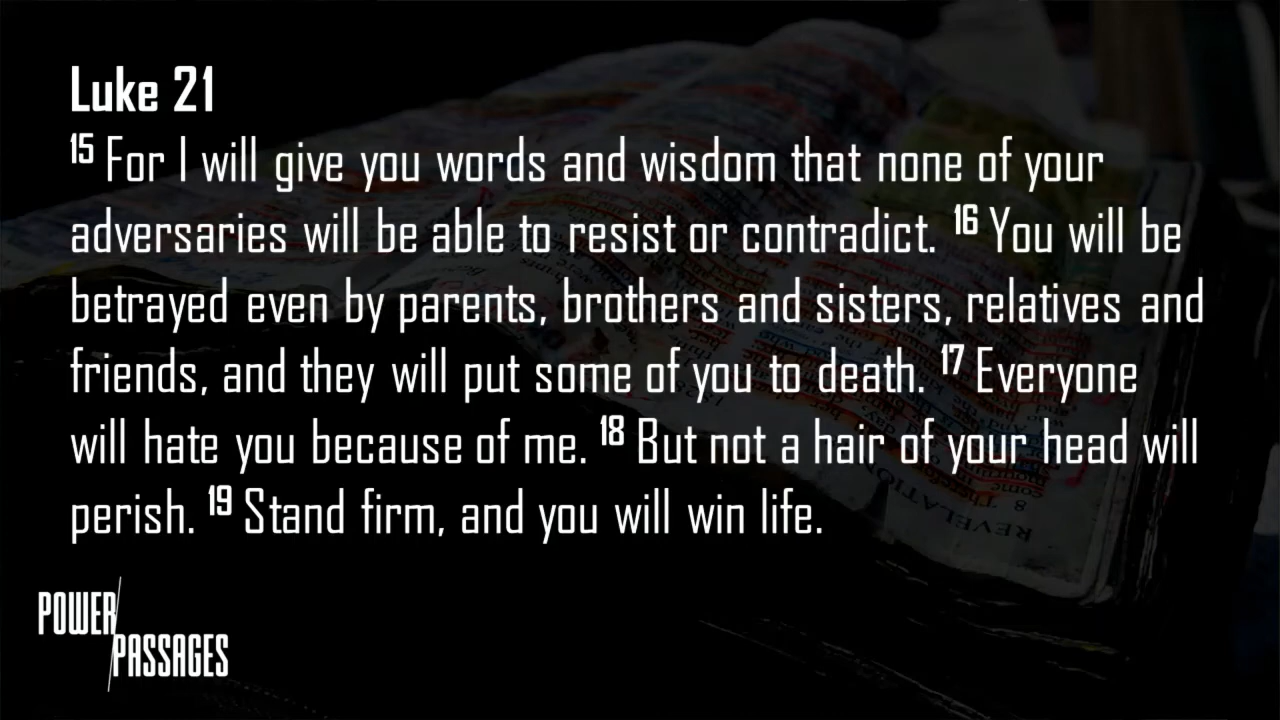 Luke 21
15 For I will give you words and wisdom that none of your
adversaries will be able to resist or contradict. 16 You will be
betrayed even by parents, brothers and sisters, relatives and
friends, and they will put some of you to death. 17 Everyone
will hate you because of me. 18 But not a hair of your head will
perish. 19 Stand firm, and you will win life.
REVELATION
POWER
PASSAGES